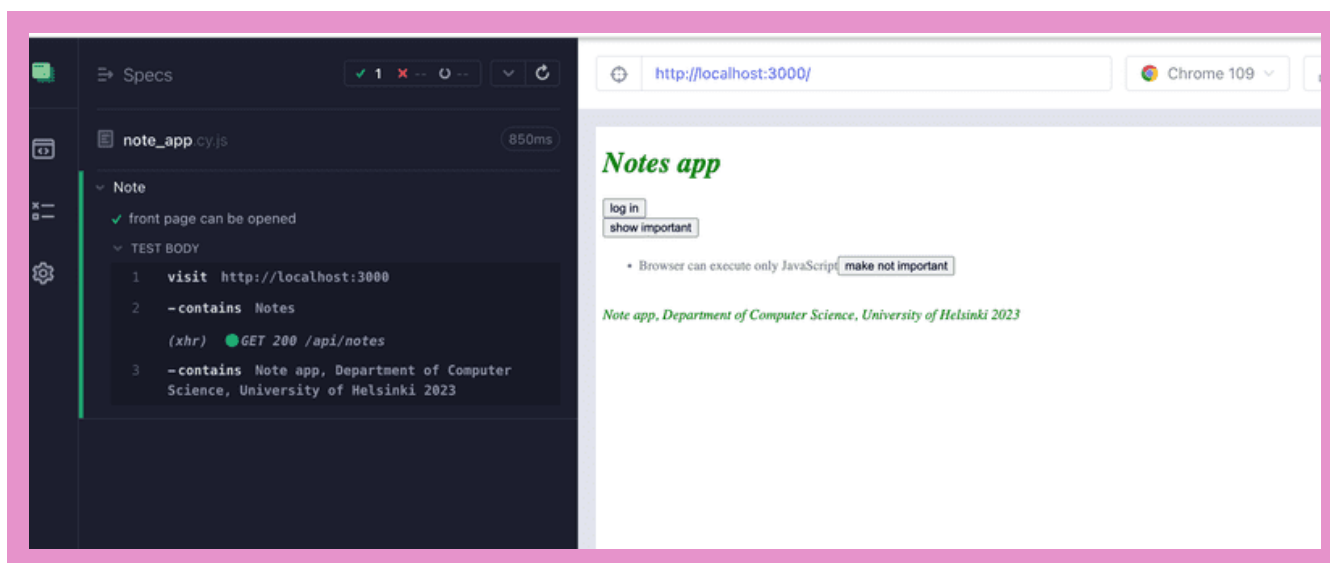 Specs
1 -- --
note_app.cy.js
850ms
Note
front page can be opened
TEST BODY
1 visit http://localhost:3000
2 -contains Notes
(xhr) GET 200 /api/notes
3 -contains Note app, Department of Computer
Science, University of Helsinki 2023
http://localhost:3000/
Chrome 109
Notes app
log in
show important
Browser can execute only JavaScript make not important
Note app, Department of Computer Science, University of Helsinki 2023